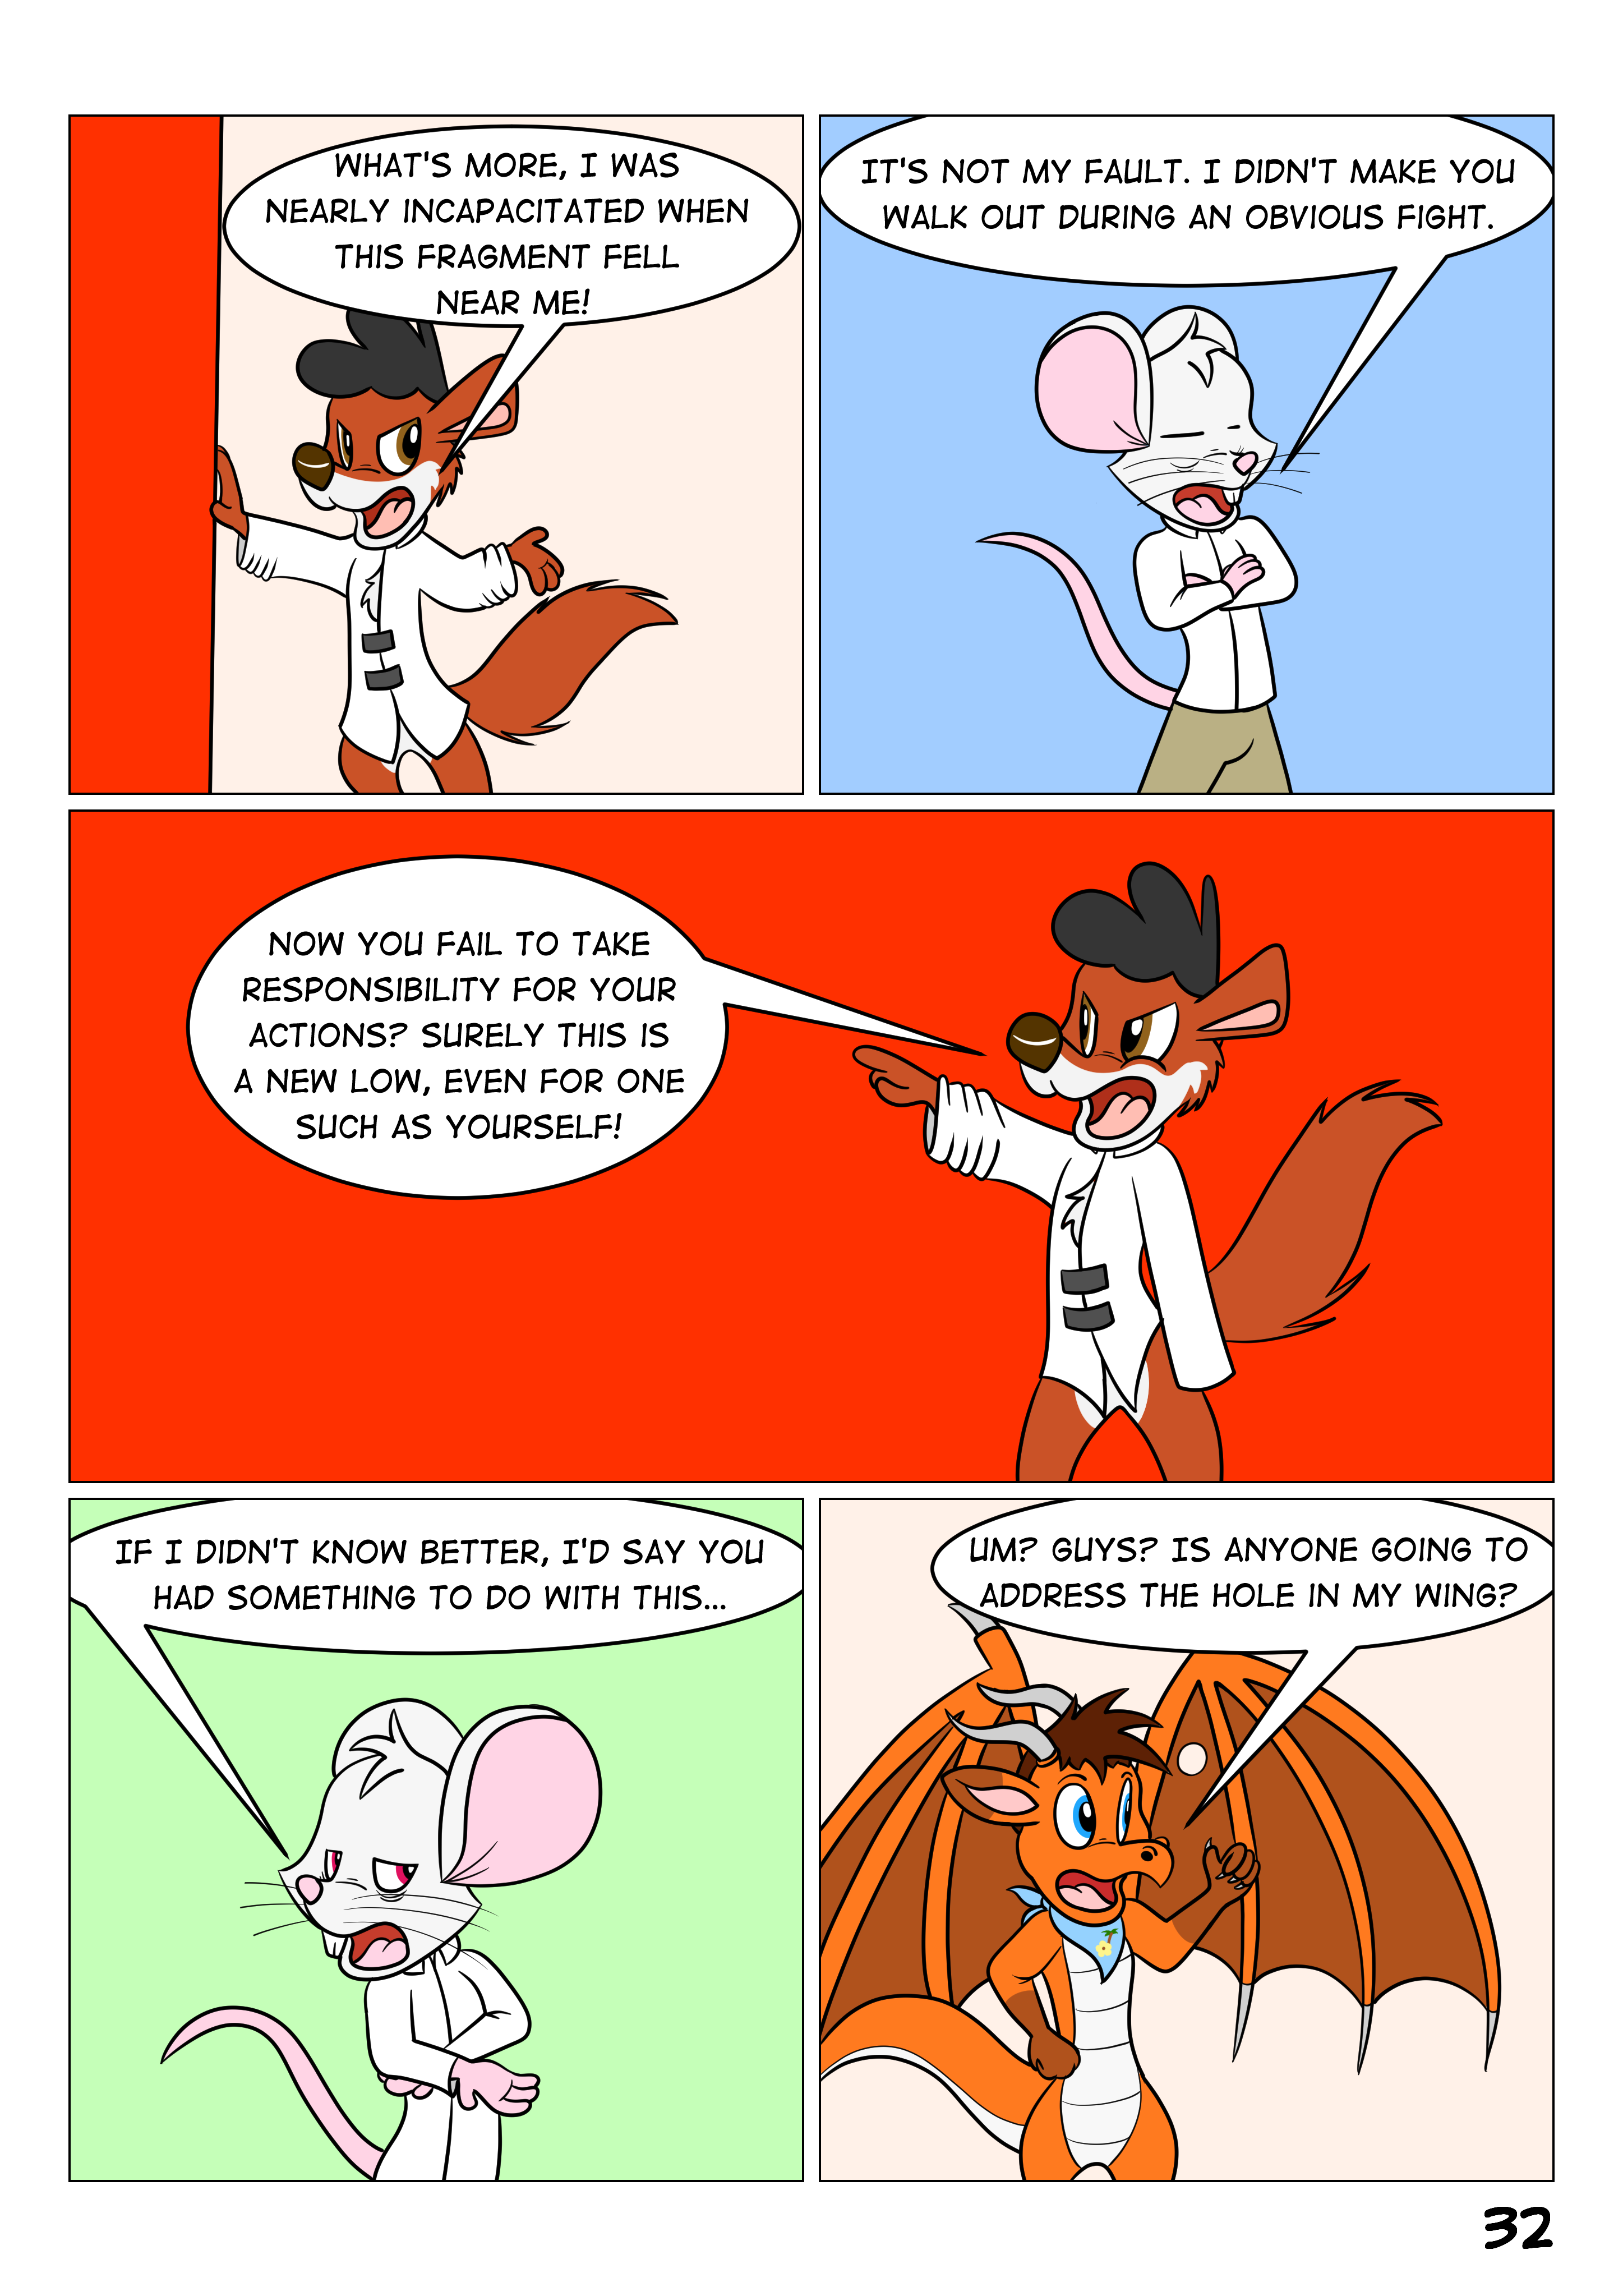 WHAT'S MORE, I WAS
NEARLY INCAPACITATED WHEN
THIS FRAGMENT FELL
NEAR ME!
IT'S NOT MY FAULT. I DIDN'T MAKE YOU
WALK OUT DURING AN OBVIOUS FIGHT.
NOW YOU FAIL TO TAKE
RESPONSIBILITY FOR YOUR
ACTIONS? SURELY THIS IS
A NEW LOW, EVEN FOR ONE
SUCH AS YOURSELF!
IF I DIDN'T KNOW BETTER, I'D SAY YOU
HAD SOMETHING TO DO WITH THIS...
UM? GUYS? IS ANYONE GOING TO
ADDRESS THE HOLE IN MY WING?
32